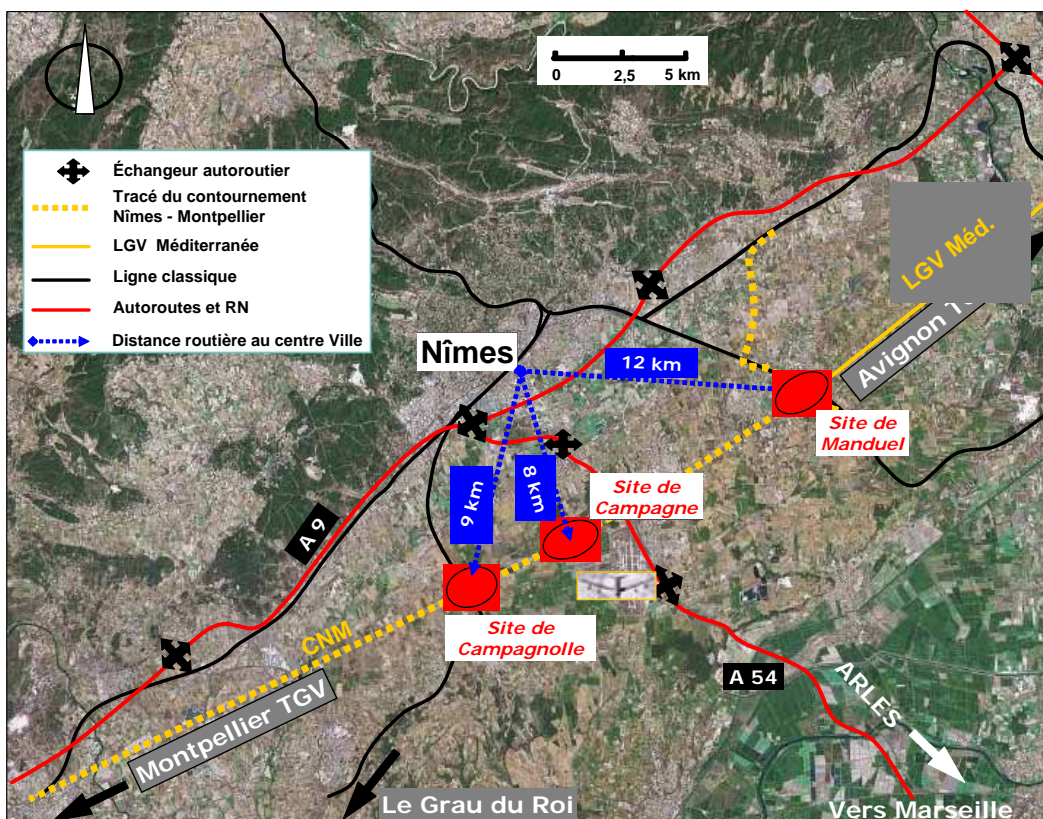 0 2,5 5 km
Échangeur autoroutier
Tracé du contournement
Nîmes - Montpellier
LGV Méditerranée
Ligne classique
Autoroutes et RN
Distance routière au centre Ville
LGV Méd.
Avignon
Nîmes
12 km
Site de
Manduel
9 km
8 km
Site de
Campagne
A 9
Site de
Campagnolle
CNM
Montpellier TGV
A 54
ARLES
Le Grau du Roi
Vers Marseille